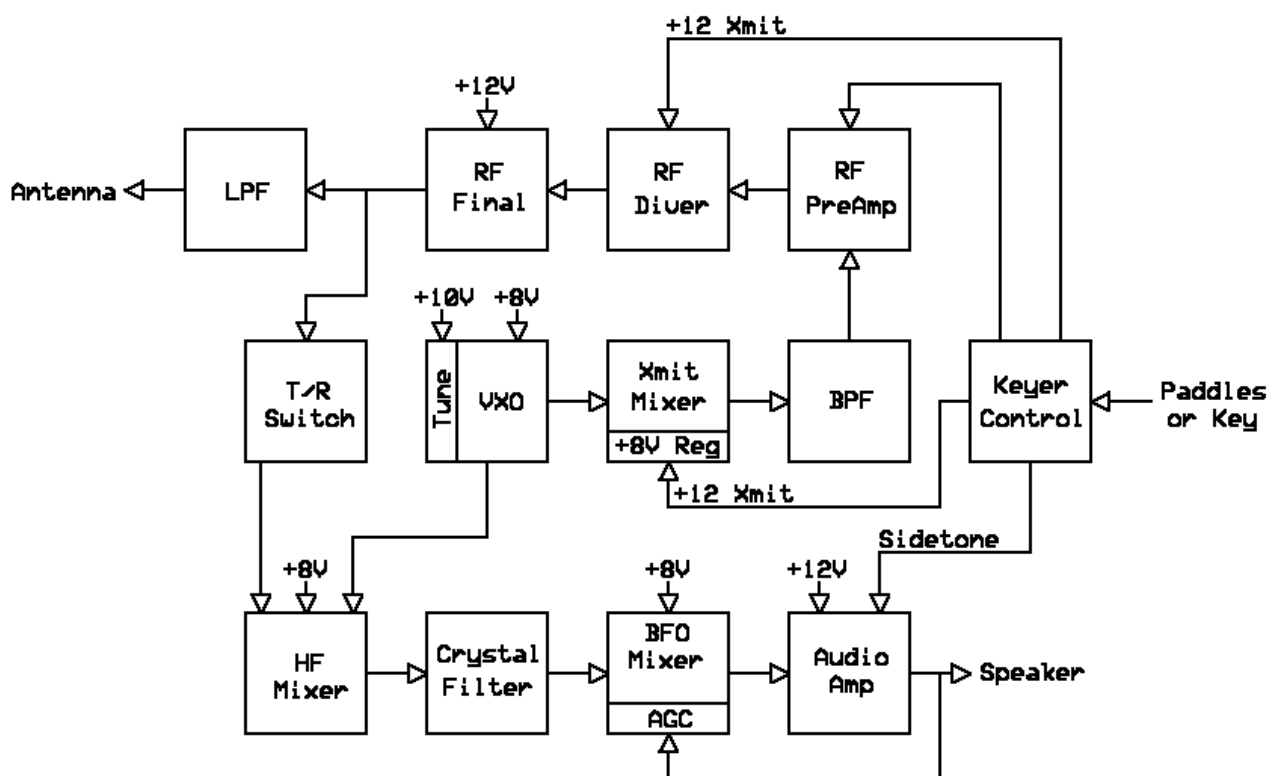 +12 Xmit
+12V
Antenna
LPF
RF
Final
RF
Diver
RF
PreAmp
+10V
+8V
T/R
Switch
Tune
VXO
Xmit
Mixer
+8V Reg
BPF
Keyer
Control
Paddles
or Key
+12 Xmit
Sidetone
+8V
+8V
+12V
HF
Mixer
Crystal
Filter
BFO
Mixer
AGC
Audio
Amp
Speaker